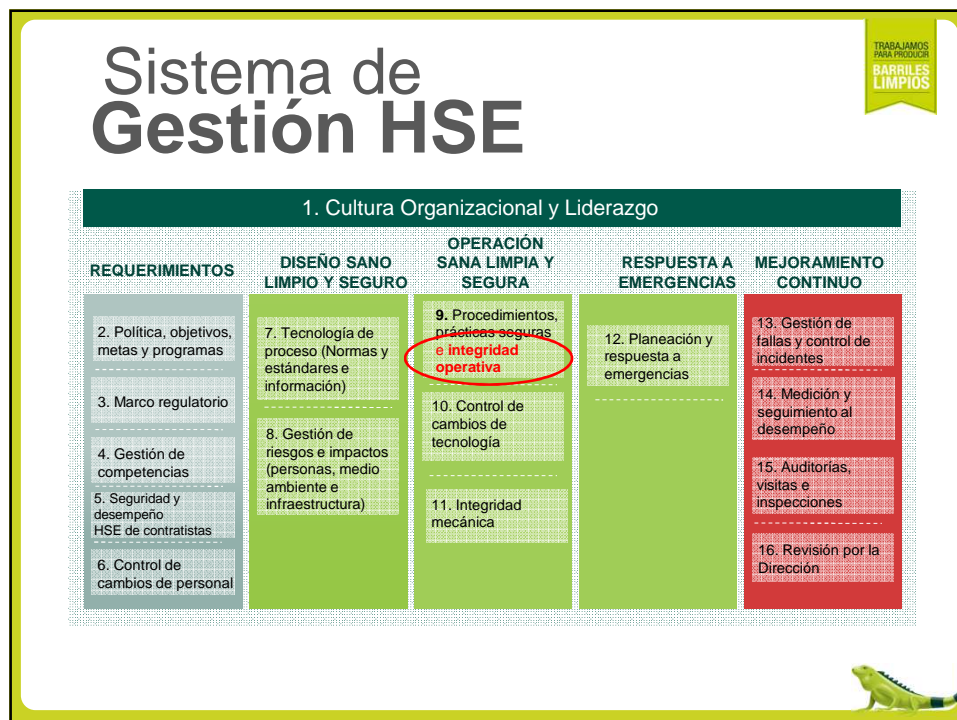 Sistema de
Gestión HSE
TRABAJAMOS
PARA PRODUCIR
BARRILES
LIMPIOS
1. Cultura Organizacional y Liderazgo
REQUERIMIENTOS
2. Política, objetivos,
metas y programas
3. Marco regulatorio
4. Gestión de
competencias
5. Seguridad y
desempeño
HSE de contratistas
6. Control de
cambios de personal
DISEÑO SANO
LIMPIO Y SEGURO
7. Tecnología de
proceso (Normas y
estándares e
información)
8. Gestión de
riesgos e impactos
(personas, medio
ambiente e
infraestructura)
OPERACIÓN
SANA LIMPIA Y
SEGURA
9. Procedimientos,
prácticas seguras
e integridad
operativa
10. Control de
cambios de
tecnología
11. Integridad
mecánica
RESPUESTA A
EMERGENCIAS
12. Planeación y
respuesta a
emergencias
MEJORAMIENTO
CONTINUO
13. Gestión de
fallas y control de
incidentes
14. Medición y
seguimiento al
desempeño
15. Auditorías,
visitas e
inspecciones
16. Revisión por la
Dirección